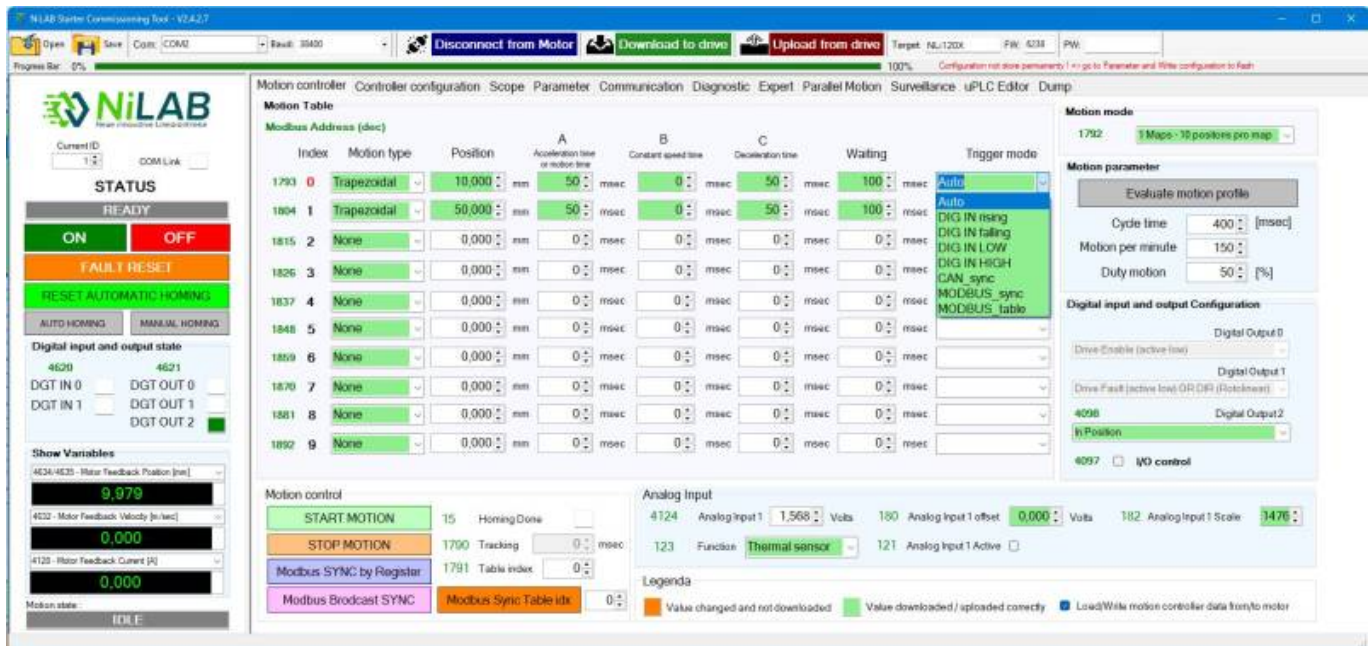 NiLAB Starter Commissioning Tool - V2.4.2.7
Open Save Com: COM2 Baud: 38400 Disconnect from Motor Download to drive Upload from drive Target: NL/120X FW: 6234 PW:
Progress Bar: 0% 100% Configuration not store permanently ! => go to Parameter and Write configuration to flash
NiLAB
Current ID
1 COM Link
STATUS
READY
ON OFF
FAULT RESET
RESET AUTOMATIC HOMING
AUTO HOMING MANUAL HOMING
Digital input and output state
4620 4621
DGT IN 0 DGT OUT 0
DGT IN 1 DGT OUT 1
DGT OUT 2
Show Variables
4634/4635 - Motor Feedback Position [mm]
9,979
4632 - Motor Feedback Velocity [m/sec]
0,000
4128 - Motor Feedback Current [A]
0,000
Motion state :
IDLE
Motion controller Controller configuration Scope Parameter Communication Diagnostic Expert Parallel Motion Surveillance uPLC Editor Dump
Motion Table
Modbus Address (dec)
A B C
Index Motion type Position Acceleration time or motion time Constant speed time Deceleration time Waiting Trigger mode
1793 0 Trapezoidal 10,000 mm 50 msec 0 msec 50 msec 100 msec Auto
1804 1 Trapezoidal 50,000 mm 50 msec 0 msec 50 msec 100 msec
1815 2 None 0,000 mm 0 msec 0 msec 0 msec 0 msec
1826 3 None 0,000 mm 0 msec 0 msec 0 msec 0 msec
1837 4 None 0,000 mm 0 msec 0 msec 0 msec 0 msec
1848 5 None 0,000 mm 0 msec 0 msec 0 msec 0 msec
1859 6 None 0,000 mm 0 msec 0 msec 0 msec 0 msec
1870 7 None 0,000 mm 0 msec 0 msec 0 msec 0 msec
1881 8 None 0,000 mm 0 msec 0 msec 0 msec 0 msec
1892 9 None 0,000 mm 0 msec 0 msec 0 msec 0 msec
Auto
DIG IN rising
DIG IN falling
DIG IN LOW
DIG IN HIGH
CAN_sync
MODBUS_sync
MODBUS_table
Motion mode
1792 1 Maps - 10 positons pro map
Motion parameter
Evaluate motion profile
Cycle time 400 [msec]
Motion per minute 150
Duty motion 50 [%]
Digital input and output Configuration
Digital Output 0
Drive Enable (active low)
Digital Output 1
Drive Fault (active low) OR DIR (Rotolinear)
4098 Digital Output 2
In Position
4097 I/O control
Motion control
START MOTION 15 Homing Done
STOP MOTION 1790 Tracking 0 msec
Modbus SYNC by Register 1791 Table index 0
Modbus Brodcast SYNC Modbus Sync Table idx 0
Analog Input
4124 Analog Input 1 1,568 Volts 180 Analog Input 1 offset 0,000 Volts 182 Analog Input 1 Scale 1476
123 Function Thermal sensor 121 Analog Input 1 Active
Legenda
Value changed and not downloaded Value downloaded / uploaded correctly Load/Write motion controller data from/to motor